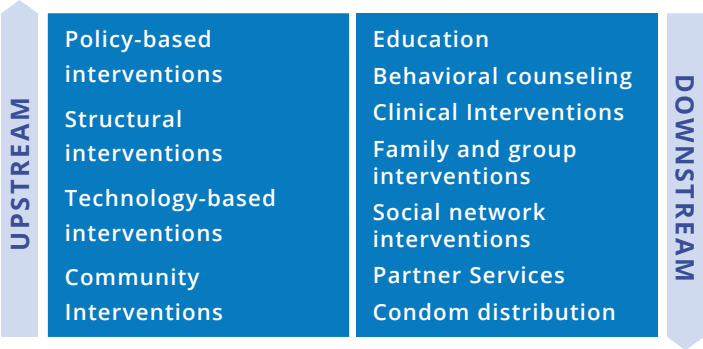 UPSTREAM
Policy-based
interventions
Structural
interventions
Technology-based
interventions
Community
Interventions
Education
Behavioral counseling
Clinical Interventions
Family and group
interventions
Social network
interventions
Partner Services
Condom distribution
DOWNSTREAM